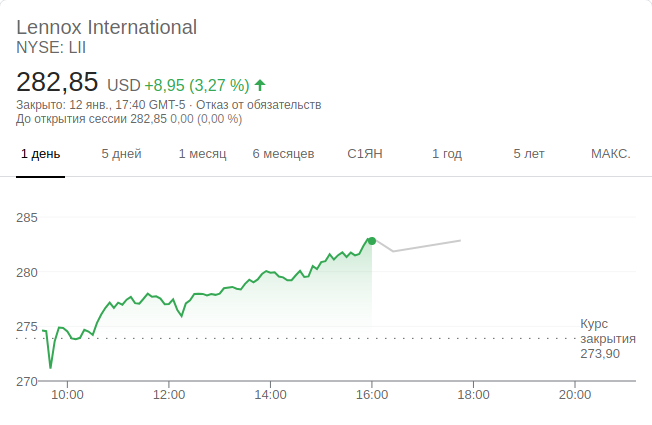 Lennox International
NYSE: LII
282,85 USD +8,95 (3,27 %)
Закрыто: 12 янв., 17:40 GMT-5 · Отказ от обязательств
До открытия сессии 282,85 0,00 (0,00 %)
1 день 5 дней 1 месяц 6 месяцев С1ЯН 1 год 5 лет МАКС.
285
280
275
270
Курс
закрытия
273,90
10:00 12:00 14:00 16:00 18:00 20:00